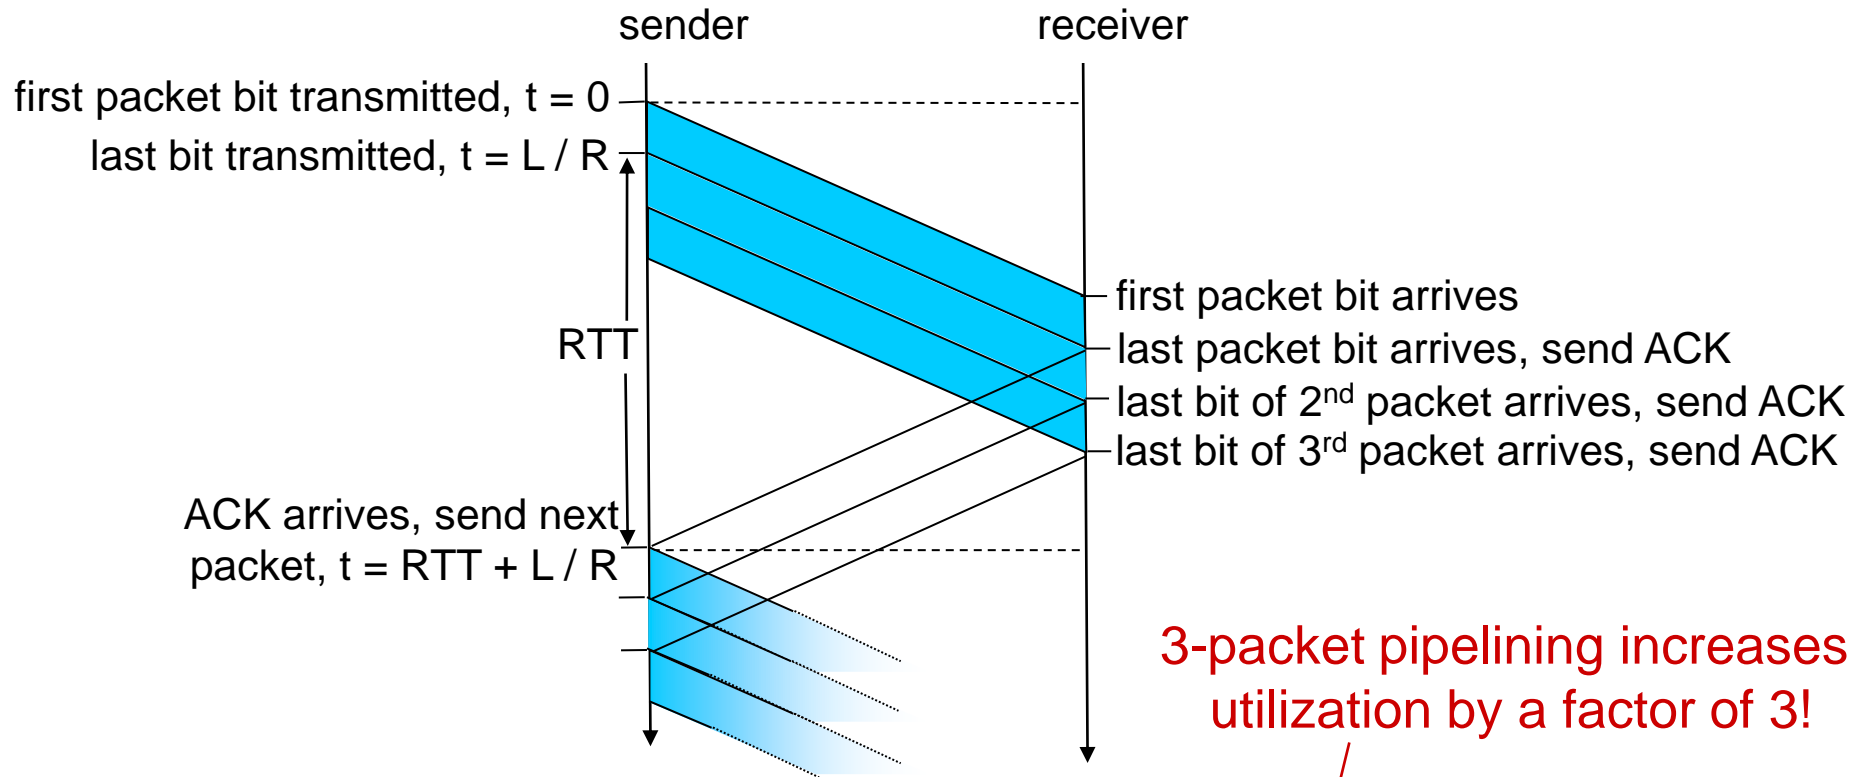 sender
receiver
first packet bit transmitted, t = 0
last bit transmitted, t = L / R
RTT
first packet bit arrives
last packet bit arrives, send ACK
last bit of 2nd packet arrives, send ACK
last bit of 3rd packet arrives, send ACK
ACK arrives, send next
packet, t = RTT + L / R
3-packet pipelining increases
utilization by a factor of 3!